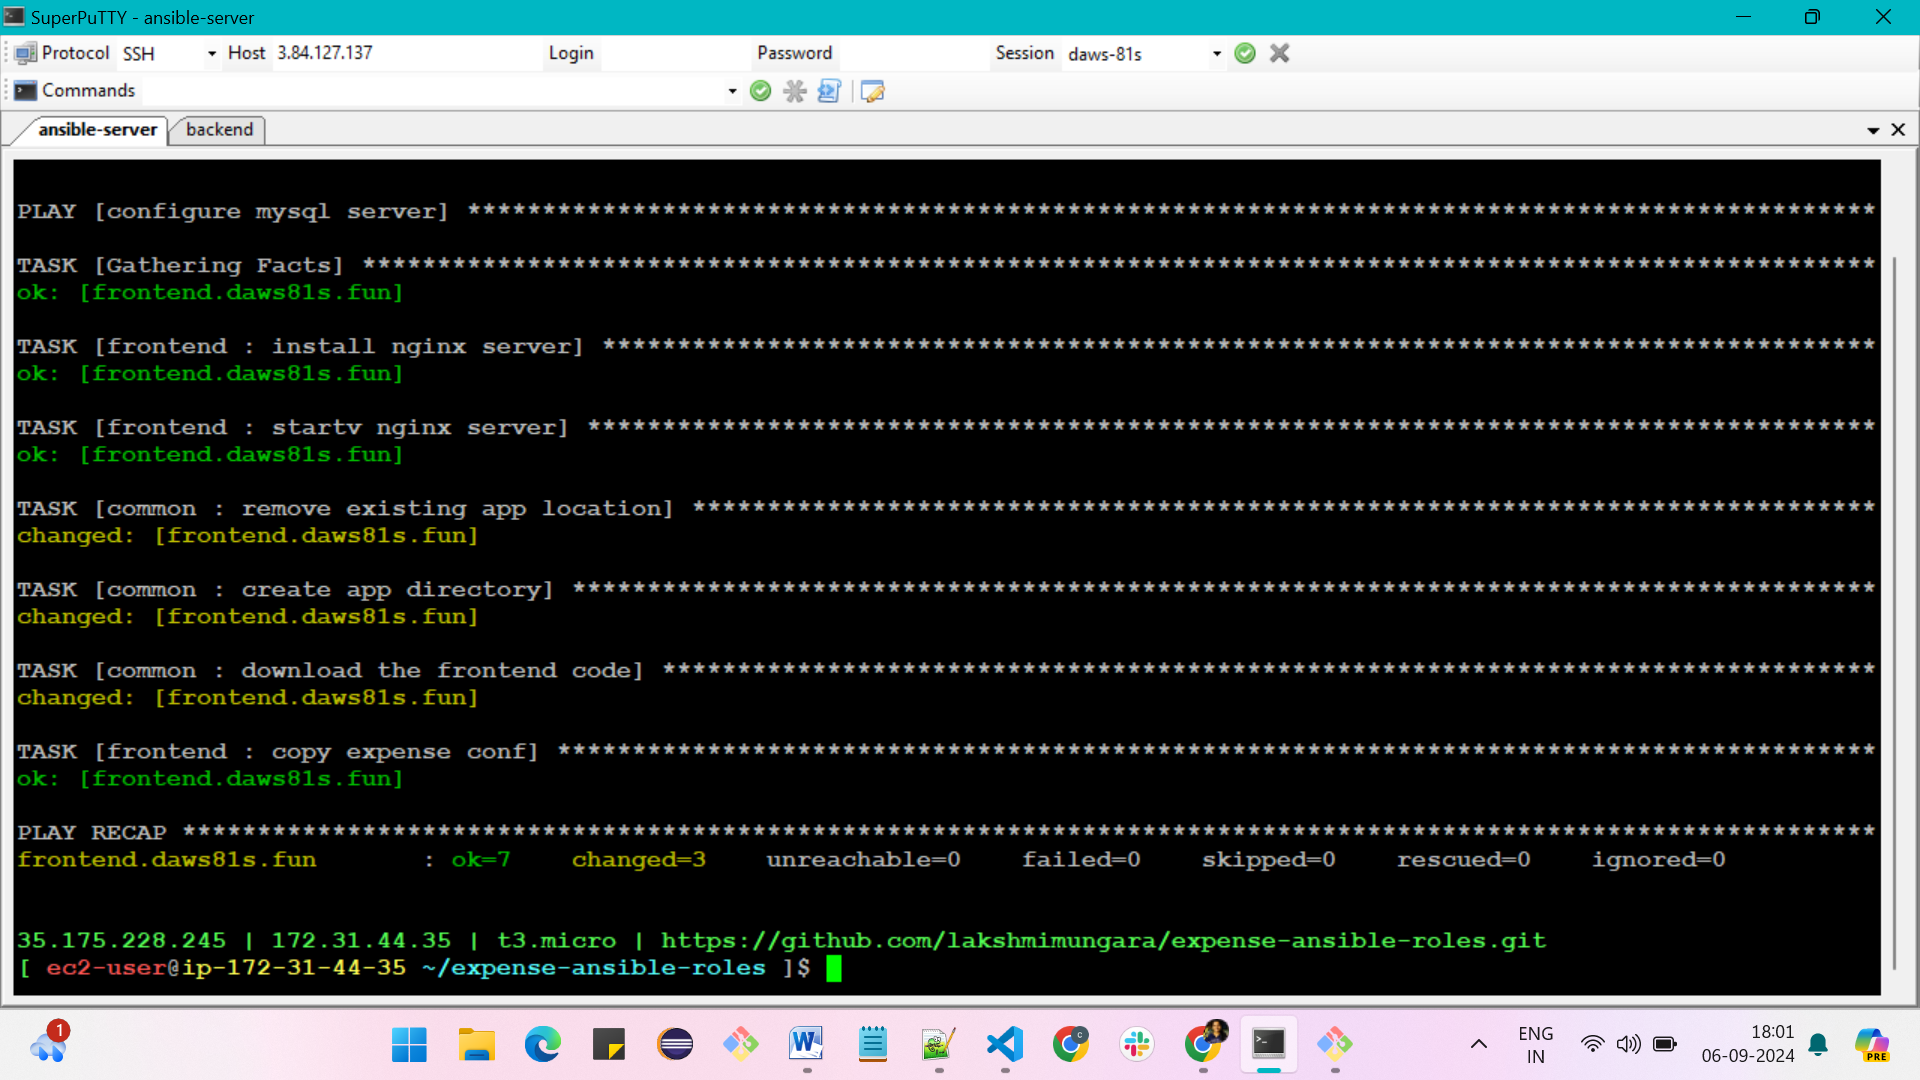 SuperPuTTY - ansible-server
Protocol SSH Host 3.84.127.137 Login Password Session daws-81s
Commands
ansible-server backend
PLAY [configure mysql server] **********************************************************************************************
TASK [Gathering Facts] *****************************************************************************************************
ok: [frontend.daws81s.fun]
TASK [frontend : install nginx server] *************************************************************************************
ok: [frontend.daws81s.fun]
TASK [frontend : startv nginx server] **************************************************************************************
ok: [frontend.daws81s.fun]
TASK [common : remove existing app location] *******************************************************************************
changed: [frontend.daws81s.fun]
TASK [common : create app directory] ***************************************************************************************
changed: [frontend.daws81s.fun]
TASK [common : download the frontend code] *********************************************************************************
changed: [frontend.daws81s.fun]
TASK [frontend : copy expense conf] ****************************************************************************************
ok: [frontend.daws81s.fun]
PLAY RECAP *****************************************************************************************************************
frontend.daws81s.fun : ok=7 changed=3 unreachable=0 failed=0 skipped=0 rescued=0 ignored=0
35.175.228.245 | 172.31.44.35 | t3.micro | https://github.com/lakshmimungara/expense-ansible-roles.git
[ ec2-user@ip-172-31-44-35 ~/expense-ansible-roles ]$
1
ENG
IN
18:01
06-09-2024
PRE